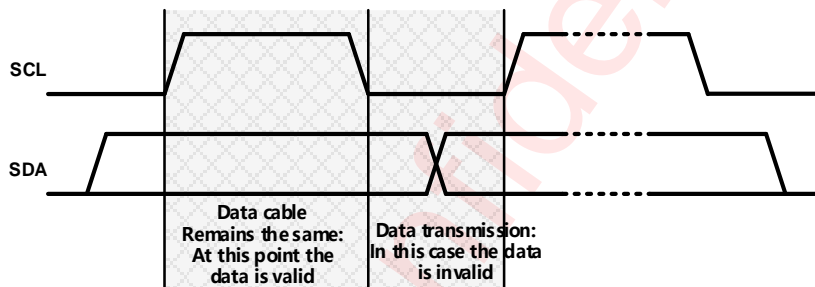 SCL
SDA
Data cable
Remains the same:
At this point the
data is valid
Data transmission:
In this case the data
is invalid